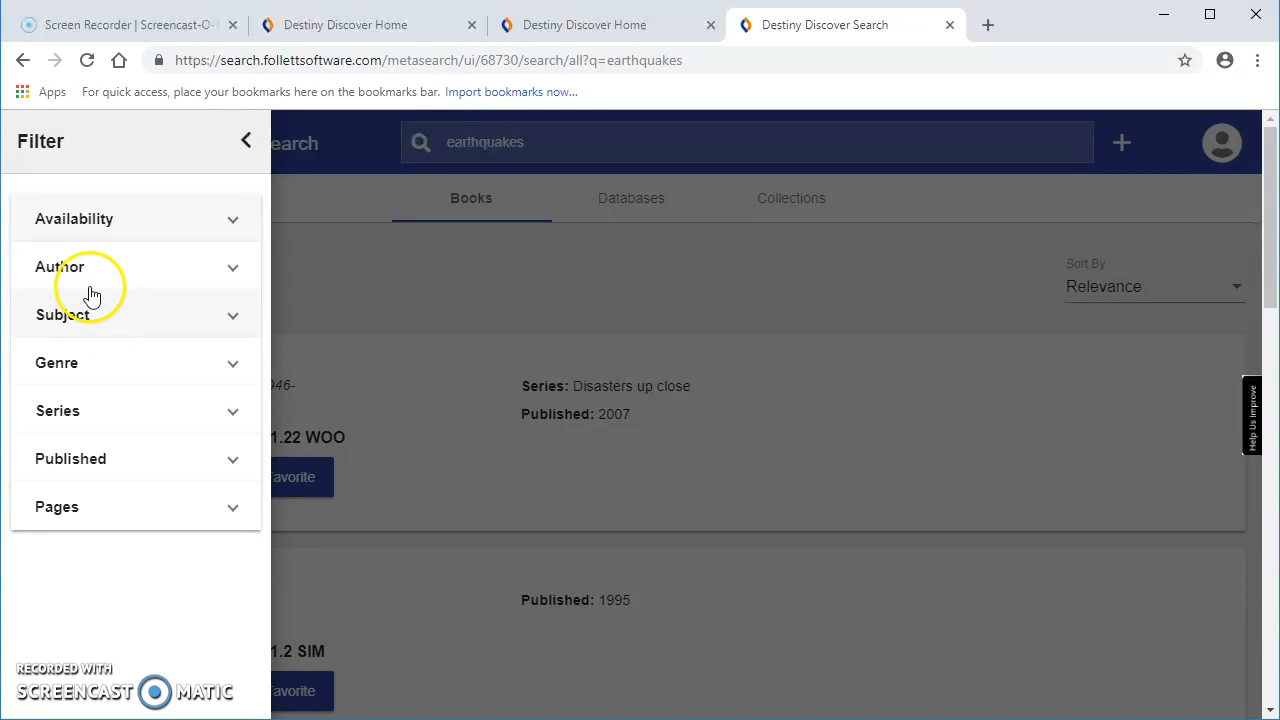 Screen Recorder | Screencast-O-
Destiny Discover Home
Destiny Discover Home
Destiny Discover Search
https://search.follettsoftware.com/metasearch/ui/68730/search/all?q=earthquakes
Apps
For quick access, place your bookmarks here on the bookmarks bar. Import bookmarks now...
Filter
earch
earthquakes
Books
Databases
Collections
Availability
Author
Subject
Genre
Series
Published
Pages
Sort By
Relevance
946-
Series: Disasters up close
Published: 2007
1.22 WOO
avorite
Published: 1995
1.2 SIM
avorite
Help Us Improve
RECORDED WITH
SCREENCAST MATIC